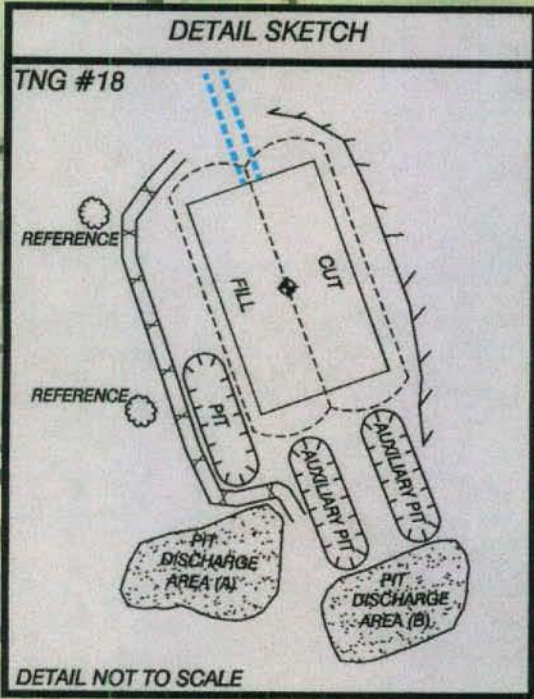 DETAIL SKETCH
TNG #18
REFERENCE
CUT
FILL
REFERENCE
PIT
AUXILIARY PIT
AUXILIARY PIT
PIT
DISCHARGE
AREA (A)
PIT
DISCHARGE
AREA (B)
DETAIL NOT TO SCALE